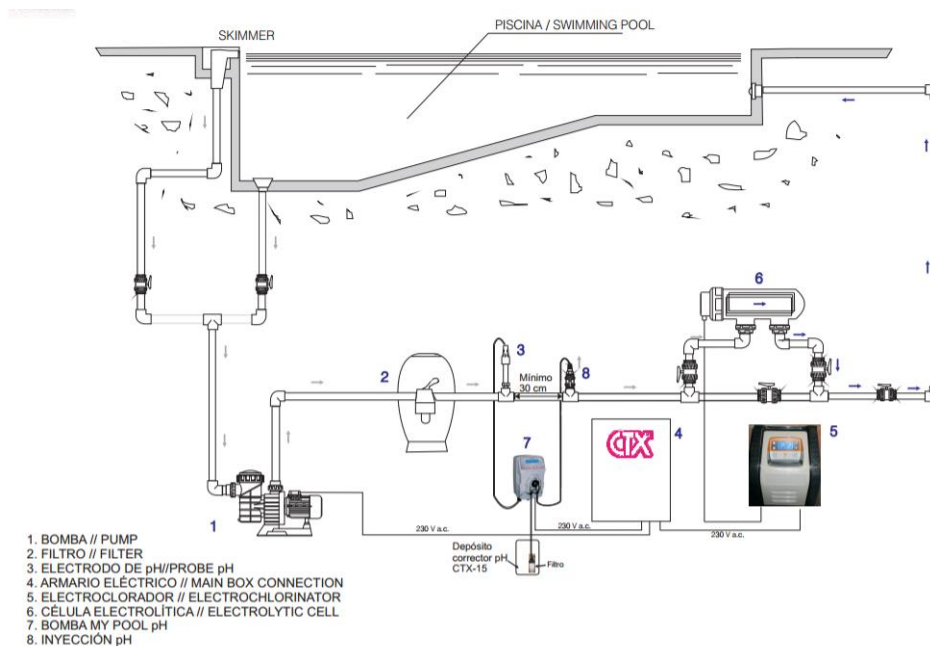 SKIMMER
PISCINA / SWIMMING POOL
6
3
2
8
Mínimo
30 cm
CTX
4
5
7
1
230 V a.c.
230 V a.c.
230 V a.c.
Depósito
corrector pH
CTX-15
Filtro
1. BOMBA // PUMP
2. FILTRO // FILTER
3. ELECTRODO DE pH//PROBE pH
4. ARMARIO ELÉCTRICO // MAIN BOX CONNECTION
5. ELECTROCLORADOR // ELECTROCHLORINATOR
6. CÉLULA ELECTROLÍTICA // ELECTROLYTIC CELL
7. BOMBA MY POOL pH
8. INYECCIÓN pH